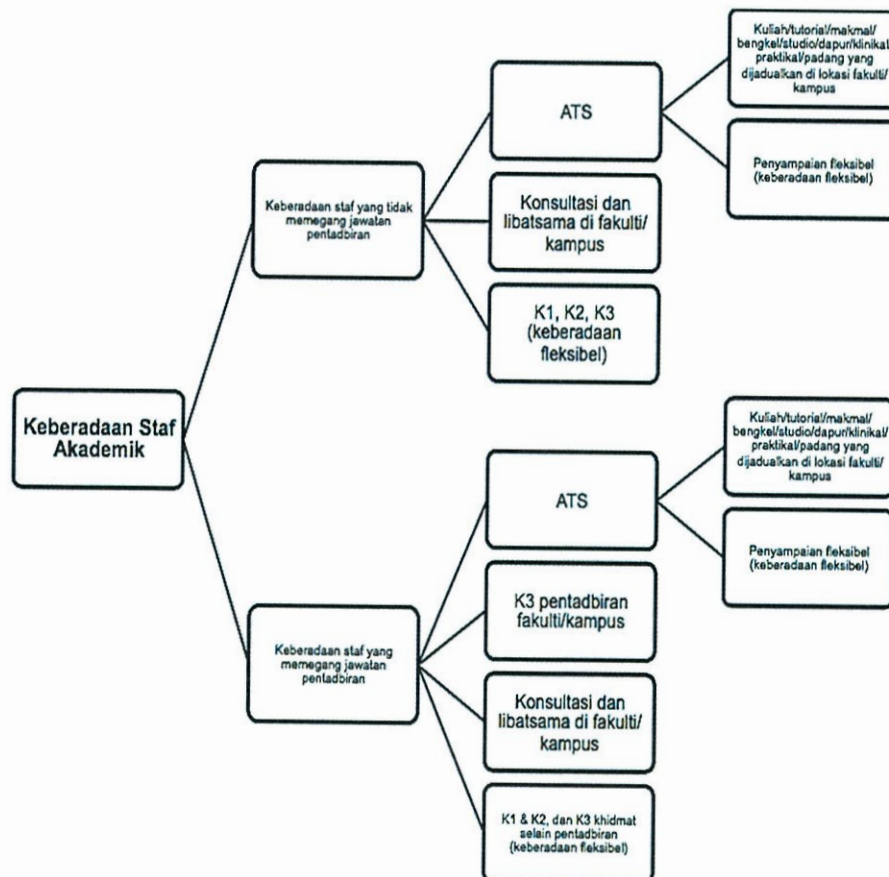 Keberadaan Staf
Akademik
Keberadaan staf yang tidak
memegang jawatan
pentadbiran
ATS
Kuliah/tutorial/makmal/
bengkel/studio/dapur/klinikal/
praktikal/padang yang
dijadualkan di lokasi fakulti/
kampus
Penyampaian fleksibel
(keberadaan fleksibel)
Konsultasi dan
libatsama di fakulti/
kampus
K1, K2, K3
(keberadaan
fleksibel)
Keberadaan staf yang
memegang jawatan
pentadbiran
ATS
Kuliah/tutorial/makmal/
bengkel/studio/dapur/klinikal/
praktikal/padang yang
dijadualkan di lokasi fakulti/
kampus
Penyampaian fleksibel
(keberadaan fleksibel)
K3 pentadbiran
fakulti/kampus
Konsultasi dan
libatsama di fakulti/
kampus
K1 & K2, dan K3 khidmat
selain pentadbiran
(keberadaan fleksibel)